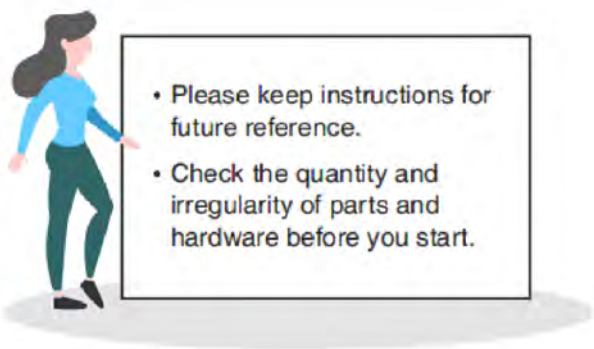 • Please keep instructions for
future reference.
• Check the quantity and
irregularity of parts and
hardware before you start.